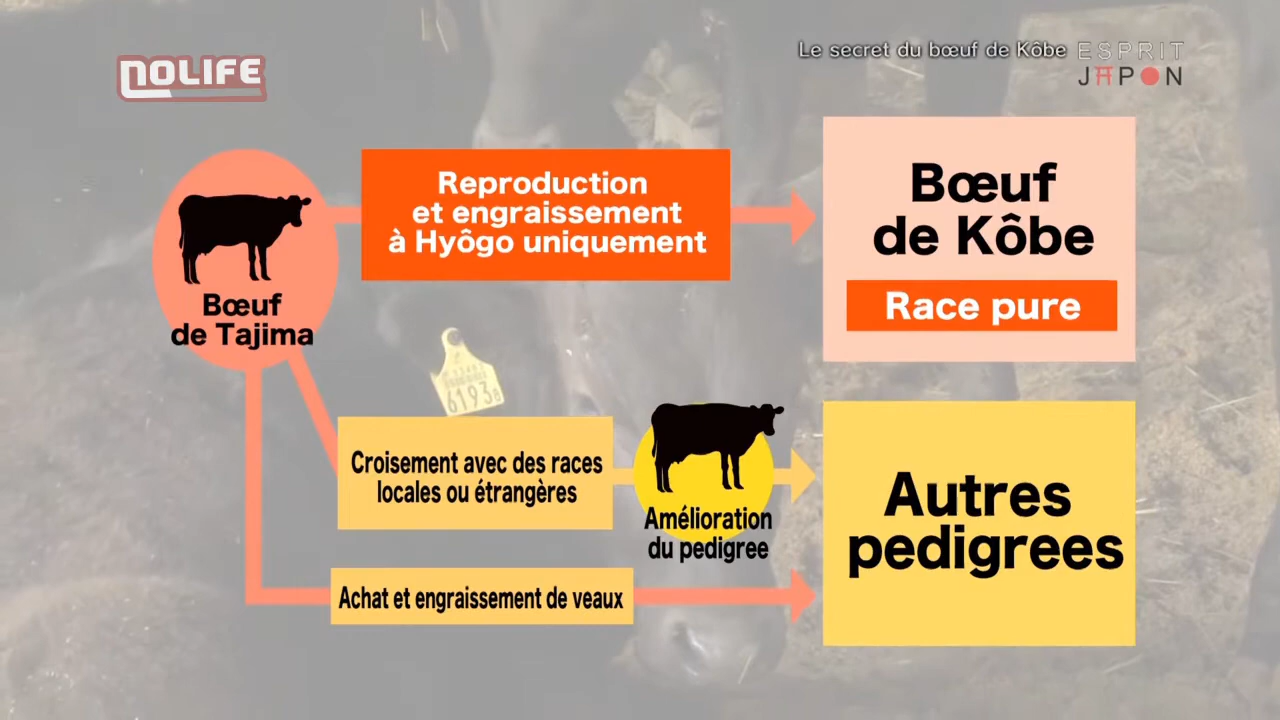 NOLIFE
Le secret du bœuf de Kôbe
ESPRIT
JAPON
Reproduction
et engraissement
à Hyôgo uniquement
Bœuf
de Kôbe
Race pure
Bœuf
de Tajima
6193
Croisement avec des races
locales ou étrangères
Amélioration
du pedigree
Autres
pedigrees
Achat et engraissement de veaux